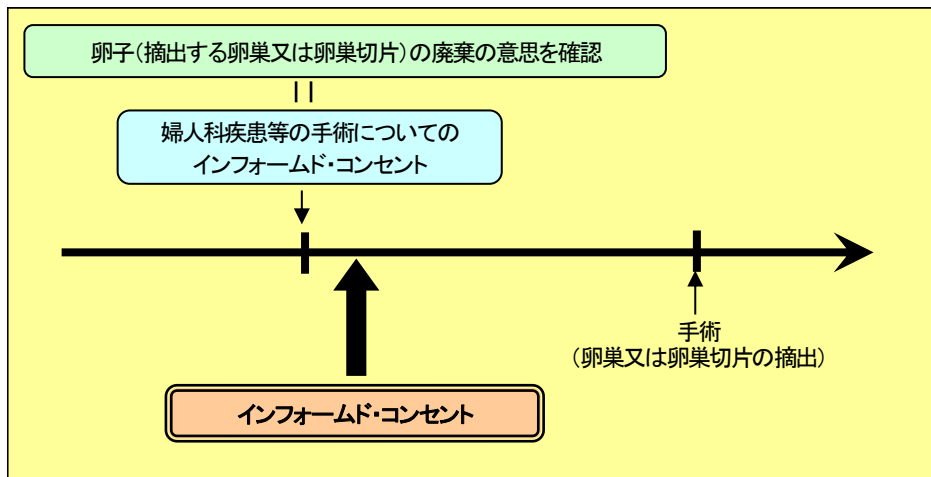 卵子(摘出する卵巣又は卵巣切片)の廃棄の意思を確認
婦人科疾患等の手術についての
インフォームド・コンセント
手術
(卵巣又は卵巣切片の摘出)
インフォームド・コンセント